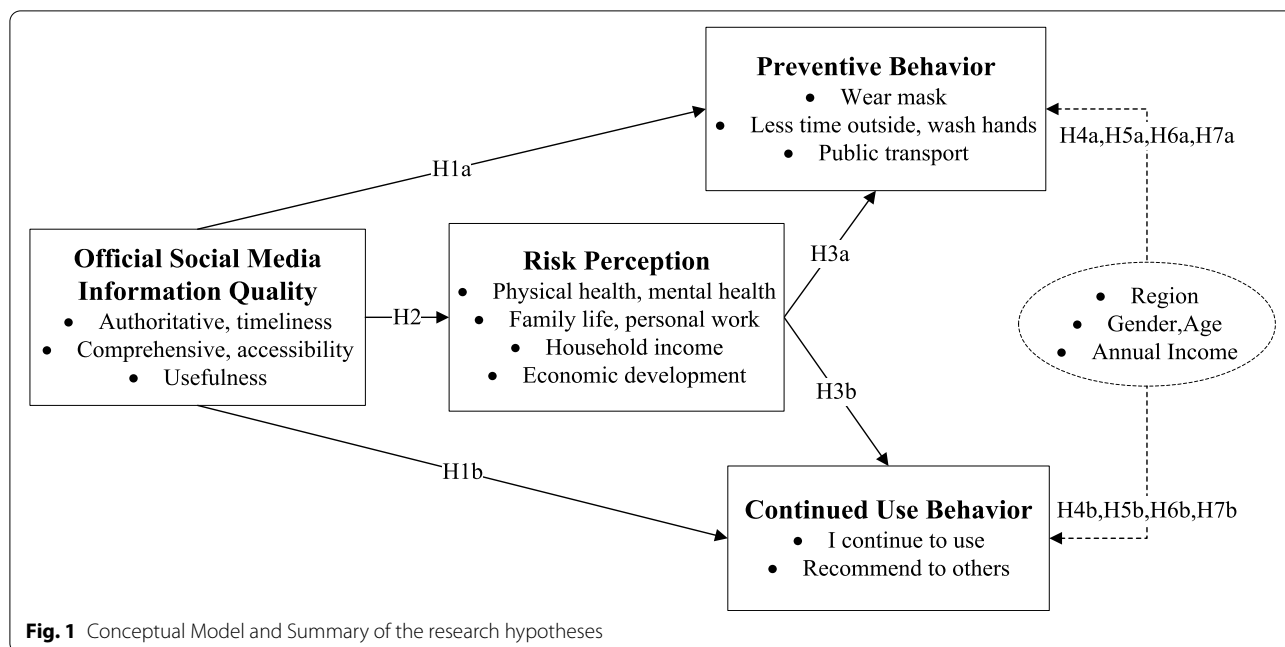 Preventive Behavior
• Wear mask
• Less time outside, wash hands
• Public transport
H4a,H5a,H6a,H7a
H1a
Official Social Media
Information Quality
• Authoritative, timeliness
• Comprehensive, accessibility
• Usefulness
H2
Risk Perception
• Physical health, mental health
• Family life, personal work
• Household income
• Economic development
H3a
H3b
• Region
• Gender,Age
• Annual Income
H1b
Continued Use Behavior
• I continue to use
• Recommend to others
H4b,H5b,H6b,H7b
Fig. 1 Conceptual Model and Summary of the research hypotheses